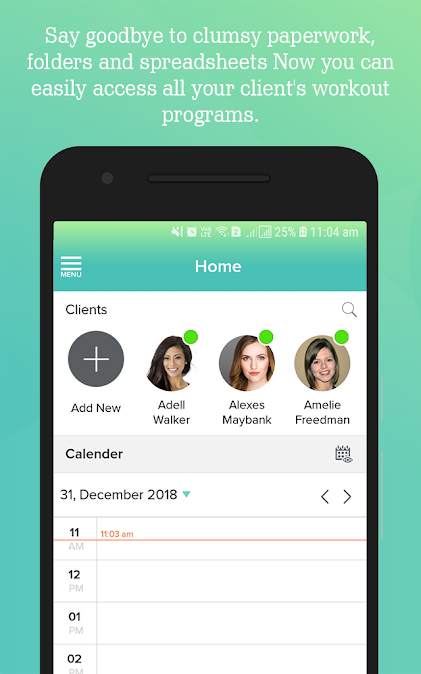 Say goodbye to clumsy paperwork,
folders and spreadsheets Now you can
easily access all your client's workout
programs.
25% 11:04 am
MENU
Home
Clients
Add New
Adell
Walker
Alexes
Maybank
Amelie
Freedman
Calender
31, December 2018
11
AM
11:03 am
12
PM
01
PM
02
PM